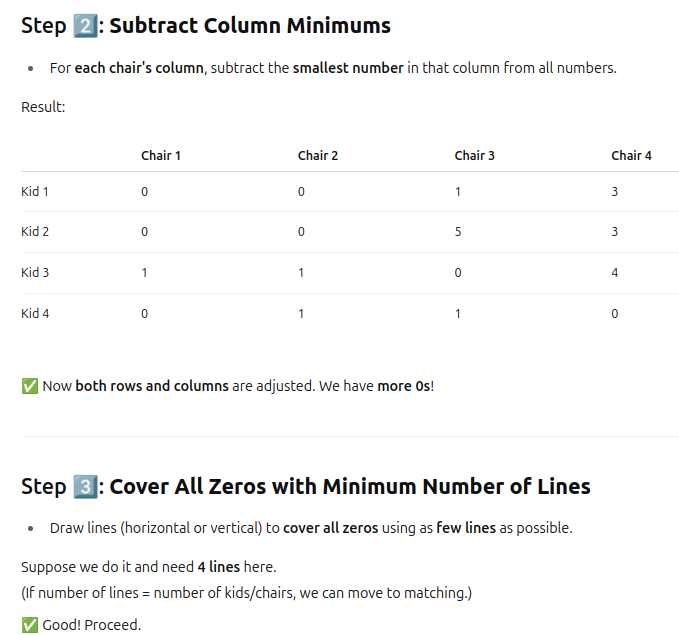 Step 2️⃣: Subtract Column Minimums
• For each chair's column, subtract the smallest number in that column from all numbers.
Result:
Chair 1 Chair 2 Chair 3 Chair 4
Kid 1 0 0 1 3
Kid 2 0 0 5 3
Kid 3 1 1 0 4
Kid 4 0 1 1 0
✅ Now both rows and columns are adjusted. We have more 0s!
Step 3️⃣: Cover All Zeros with Minimum Number of Lines
• Draw lines (horizontal or vertical) to cover all zeros using as few lines as possible.
Suppose we do it and need 4 lines here.
(If number of lines = number of kids/chairs, we can move to matching.)
✅ Good! Proceed.